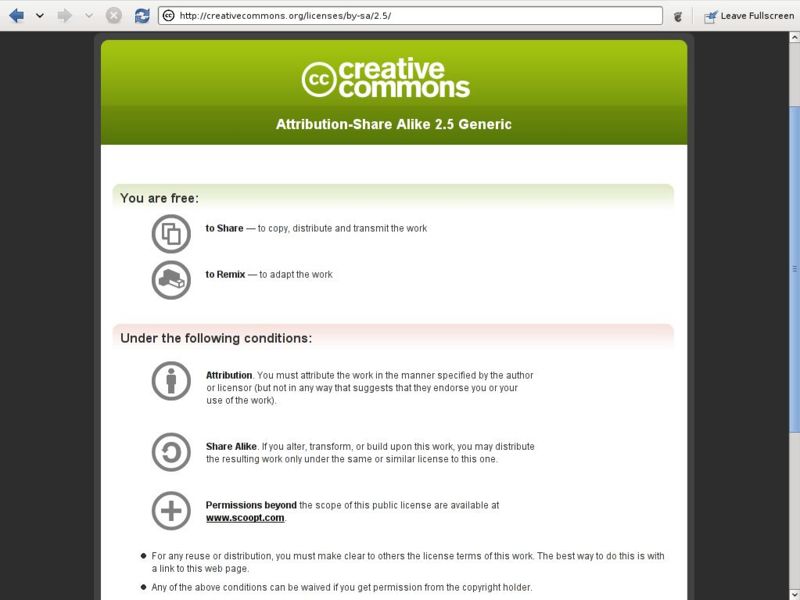 http://creativecommons.org/licenses/by-sa/2.5/
Leave Fullscreen
cc creative
commons
Attribution-Share Alike 2.5 Generic
You are free:
to Share — to copy, distribute and transmit the work
to Remix — to adapt the work
Under the following conditions:
Attribution. You must attribute the work in the manner specified by the author
or licensor (but not in any way that suggests that they endorse you or your
use of the work).
Share Alike. If you alter, transform, or build upon this work, you may distribute
the resulting work only under the same or similar license to this one.
Permissions beyond the scope of this public license are available at
www.scoopt.com.
For any reuse or distribution, you must make clear to others the license terms of this work. The best way to do this is with
a link to this web page.
Any of the above conditions can be waived if you get permission from the copyright holder.